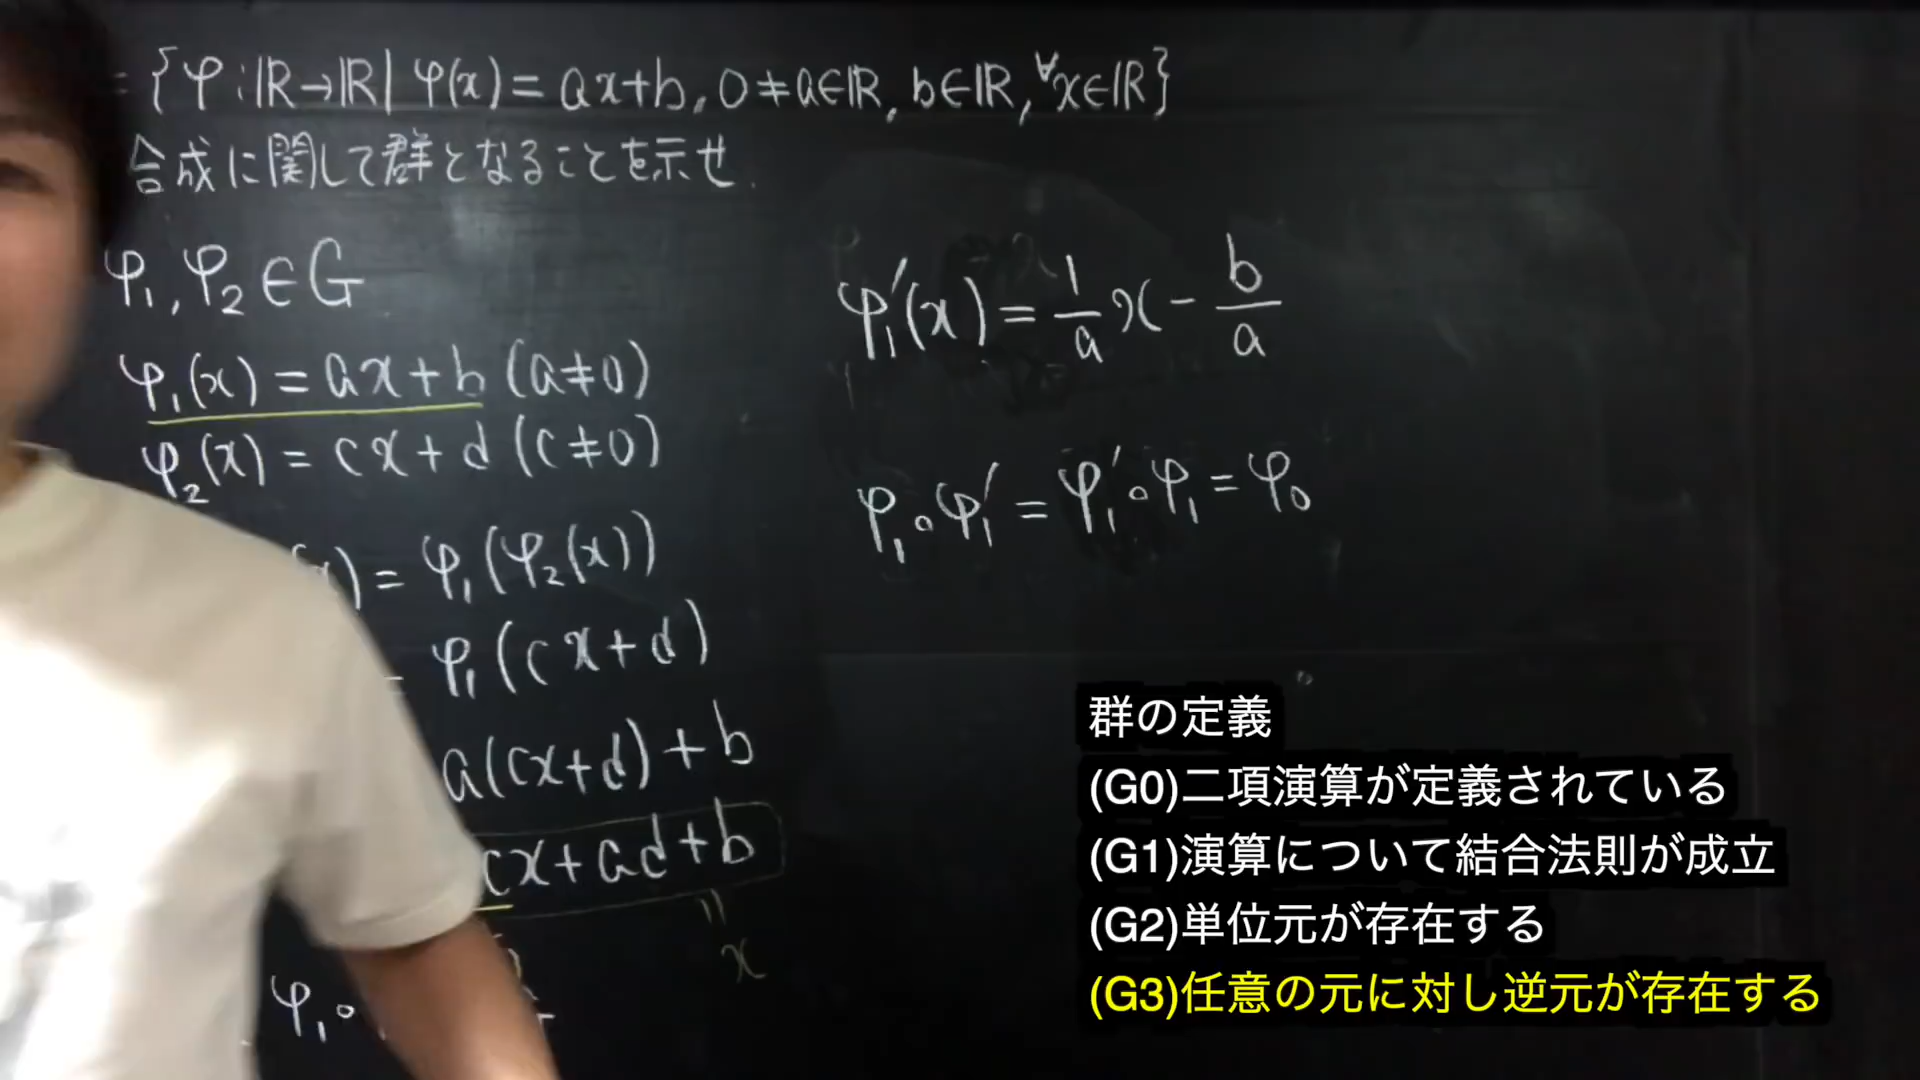 = {φ : ℝ→ℝ | φ(x) = ax+b, 0≠a∈ℝ, b∈ℝ, ∀x∈ℝ}
合成に関して群となることを示せ.
φ₁, φ₂ ∈ G
φ₁(x) = ax+b (a≠0)
φ₂(x) = cx+d (c≠0)
x) = φ₁(φ₂(x))
φ₁(cx+d)
a(cx+d)+b
cx+ad+b
"
x
φ₁∘
φ₁′(x) = 1/a x − b/a
φ₁∘φ₁′ = φ₁′∘φ₁ = φ₀
群の定義
(G0)二項演算が定義されている
(G1)演算について結合法則が成立
(G2)単位元が存在する
(G3)任意の元に対し逆元が存在する